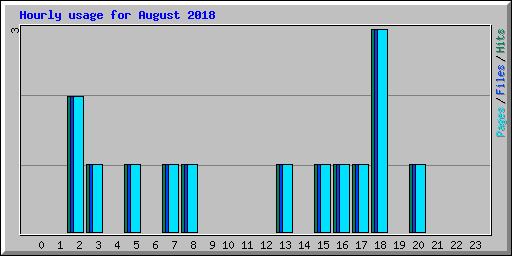 Hourly usage for August 2018
3
Pages/Files/Hits
0 1 2 3 4 5 6 7 8 9 10 11 12 13 14 15 16 17 18 19 20 21 22 23